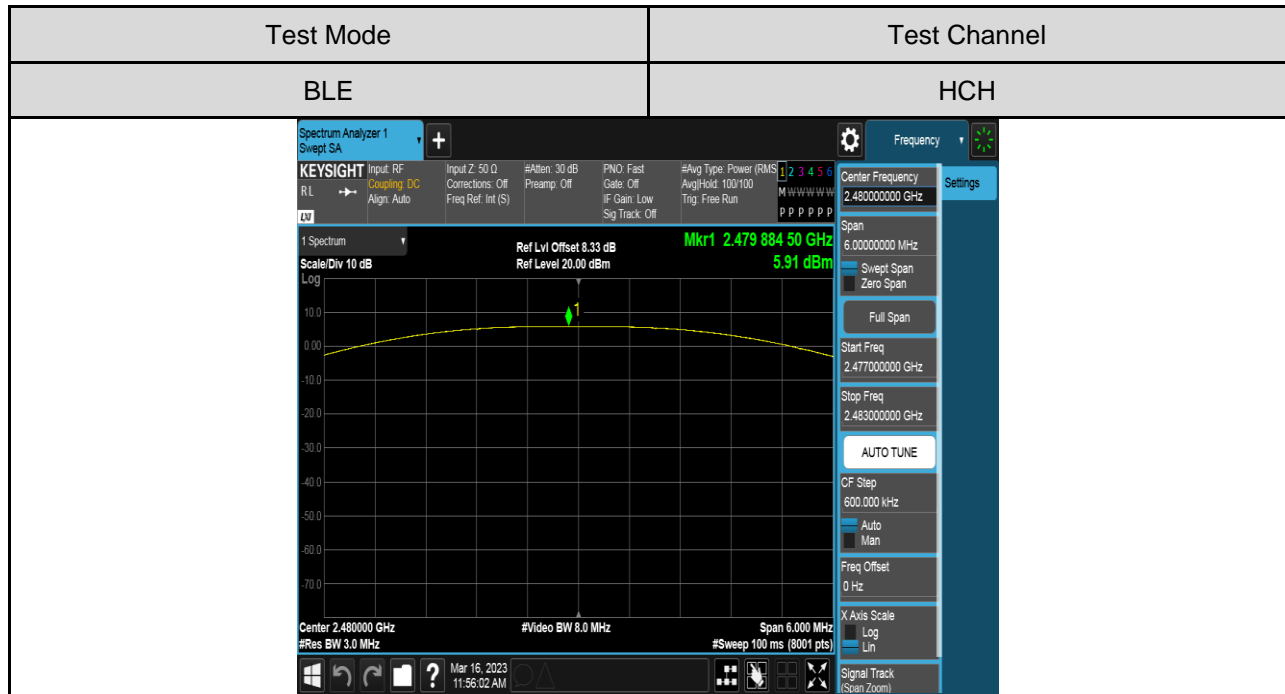 Test Mode Test Channel
BLE HCH
Spectrum Analyzer 1
Swept SA
+
Frequency
KEYSIGHT
RL
LXI
Input: RF
Coupling: DC
Align: Auto
Input Z: 50 Ω
Corrections: Off
Freq Ref: Int (S)
#Atten: 30 dB
Preamp: Off
PNO: Fast
Gate: Off
IF Gain: Low
Sig Track: Off
#Avg Type: Power (RMS
Avg|Hold: 100/100
Trig: Free Run
1 2 3 4 5 6
M W W W W W
P P P P P P
1 Spectrum
Scale/Div 10 dB
Log
Ref Lvl Offset 8.33 dB
Ref Level 20.00 dBm
Mkr1 2.479 884 50 GHz
5.91 dBm
1
10.0
0.00
-10.0
-20.0
-30.0
-40.0
-50.0
-60.0
-70.0
Center 2.480000 GHz
#Res BW 3.0 MHz
#Video BW 8.0 MHz
Span 6.000 MHz
#Sweep 100 ms (8001 pts)
?
Mar 16, 2023
11:56:02 AM
Settings
Center Frequency
2.480000000 GHz
Span
6.00000000 MHz
Swept Span
Zero Span
Full Span
Start Freq
2.477000000 GHz
Stop Freq
2.483000000 GHz
AUTO TUNE
CF Step
600.000 kHz
Auto
Man
Freq Offset
0 Hz
X Axis Scale
Log
Lin
Signal Track
(Span Zoom)